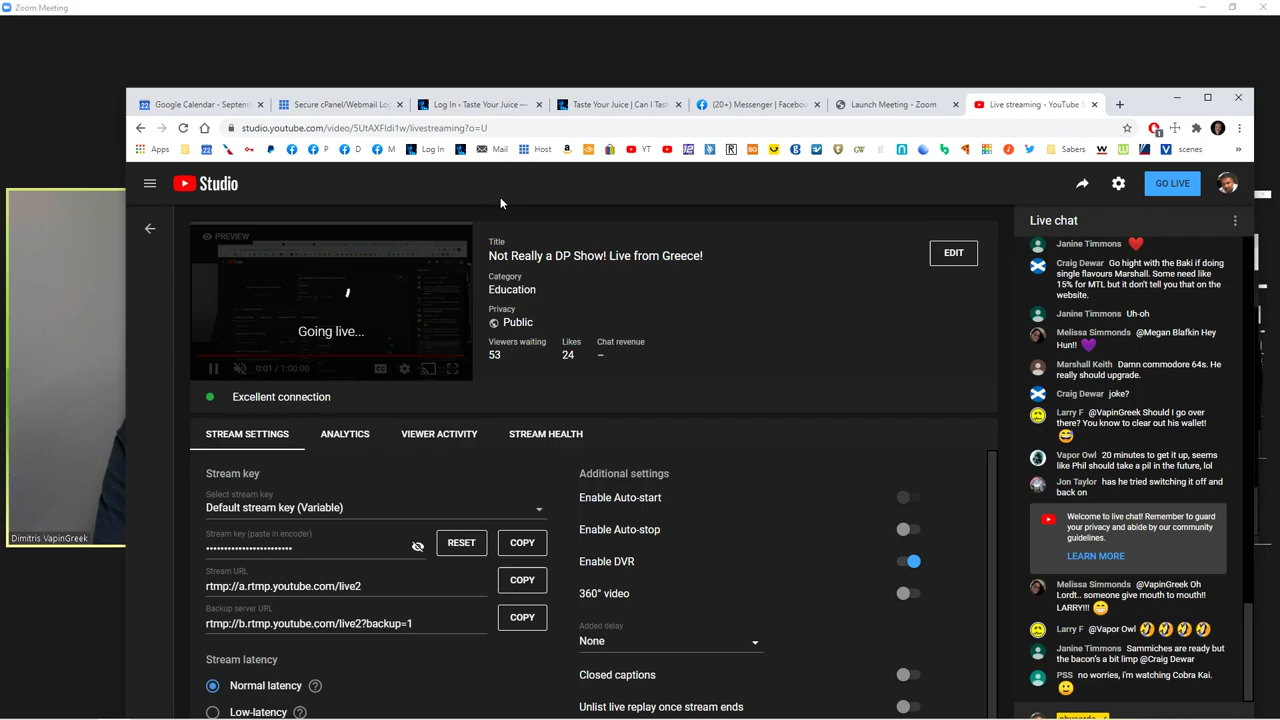 Zoom Meeting
Google Calendar - Septemb
Secure cPanel/Webmail Lo
Log In ‹ Taste Your Juice —
Taste Your Juice | Can I Tast
(20+) Messenger | Faceboo
Launch Meeting - Zoom
Live streaming - YouTube S
studio.youtube.com/video/5UtAXFIdi1w/livestreaming?o=U
Apps
P
D
M
Log In
Mail
Host
YT
Sabers
scenes
Studio
GO LIVE
PREVIEW
Going live...
0:01 / 1:00:00
Title
Not Really a DP Show! Live from Greece!
EDIT
Category
Education
Privacy
Public
Viewers waiting
Likes
Chat revenue
53
24
–
Excellent connection
STREAM SETTINGS
ANALYTICS
VIEWER ACTIVITY
STREAM HEALTH
Stream key
Select stream key
Default stream key (Variable)
Stream key (paste in encoder)
RESET
COPY
Stream URL
rtmp://a.rtmp.youtube.com/live2
COPY
Backup server URL
rtmp://b.rtmp.youtube.com/live2?backup=1
COPY
Stream latency
Normal latency
Low-latency
Additional settings
Enable Auto-start
Enable Auto-stop
Enable DVR
360° video
Added delay
None
Closed captions
Unlist live replay once stream ends
Live chat
Janine Timmons
Craig Dewar Go hight with the Baki if doing
single flavours Marshall. Some need like
15% for MTL but it don't tell you that on the
website.
Janine Timmons Uh-oh
Melissa Simmonds @Megan Blafkin Hey
Hun!!
Marshall Keith Damn commodore 64s. He
really should upgrade.
Craig Dewar joke?
Larry F @VapinGreek Should I go over
there? You know to clear out his wallet!
Vapor Owl 20 minutes to get it up, seems
like Phil should take a pil in the future, lol
Jon Taylor has he tried switching it off and
back on
Welcome to live chat! Remember to guard
your privacy and abide by our community
guidelines.
LEARN MORE
Melissa Simmonds @VapinGreek Oh
Lordt.. someone give mouth to mouth!!
LARRY!!!
Larry F @Vapor Owl
Janine Timmons Sammiches are ready but
the bacon's a bit limp @Craig Dewar
PSS no worries, i'm watching Cobra Kai.
Dimitris VapinGreek